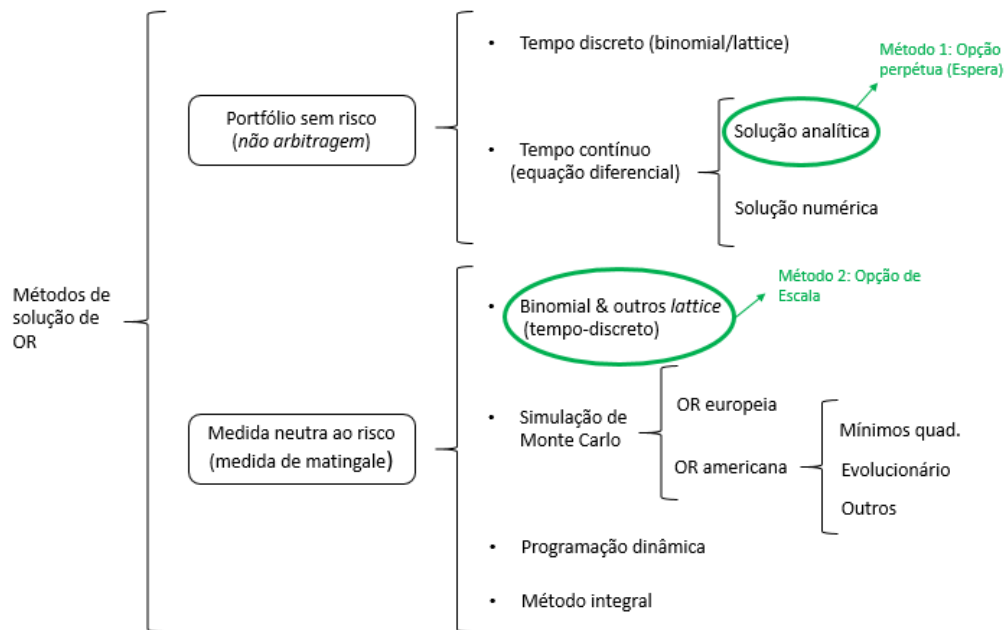 Métodos de
solução de
OR
Portfólio sem risco
(não arbitragem)
• Tempo discreto (binomial/lattice)
• Tempo contínuo
(equação diferencial)
Solução analítica
Solução numérica
Método 1: Opção
perpétua (Espera)
Medida neutra ao risco
(medida de matingale)
• Binomial & outros lattice
(tempo-discreto)
Método 2: Opção de
Escala
• Simulação de
Monte Carlo
OR europeia
OR americana
Mínimos quad.
Evolucionário
Outros
• Programação dinâmica
• Método integral